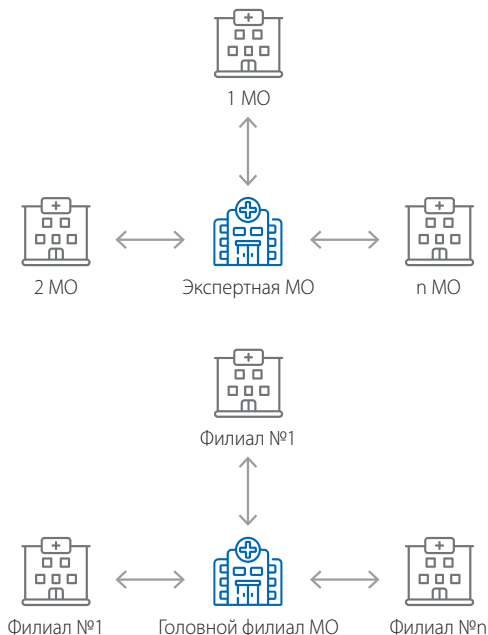 1 МО
2 МО
Экспертная МО
n МО
Филиал №1
Филиал №1
Головной филиал МО
Филиал №n